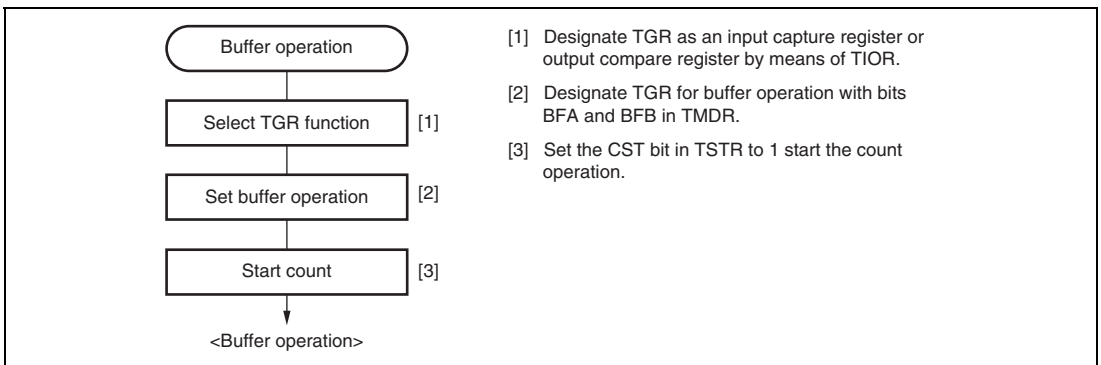 Buffer operation
Select TGR function
[1]
Set buffer operation
[2]
Start count
[3]
<Buffer operation>
[1] Designate TGR as an input capture register or
output compare register by means of TIOR.
[2] Designate TGR for buffer operation with bits
BFA and BFB in TMDR.
[3] Set the CST bit in TSTR to 1 start the count
operation.